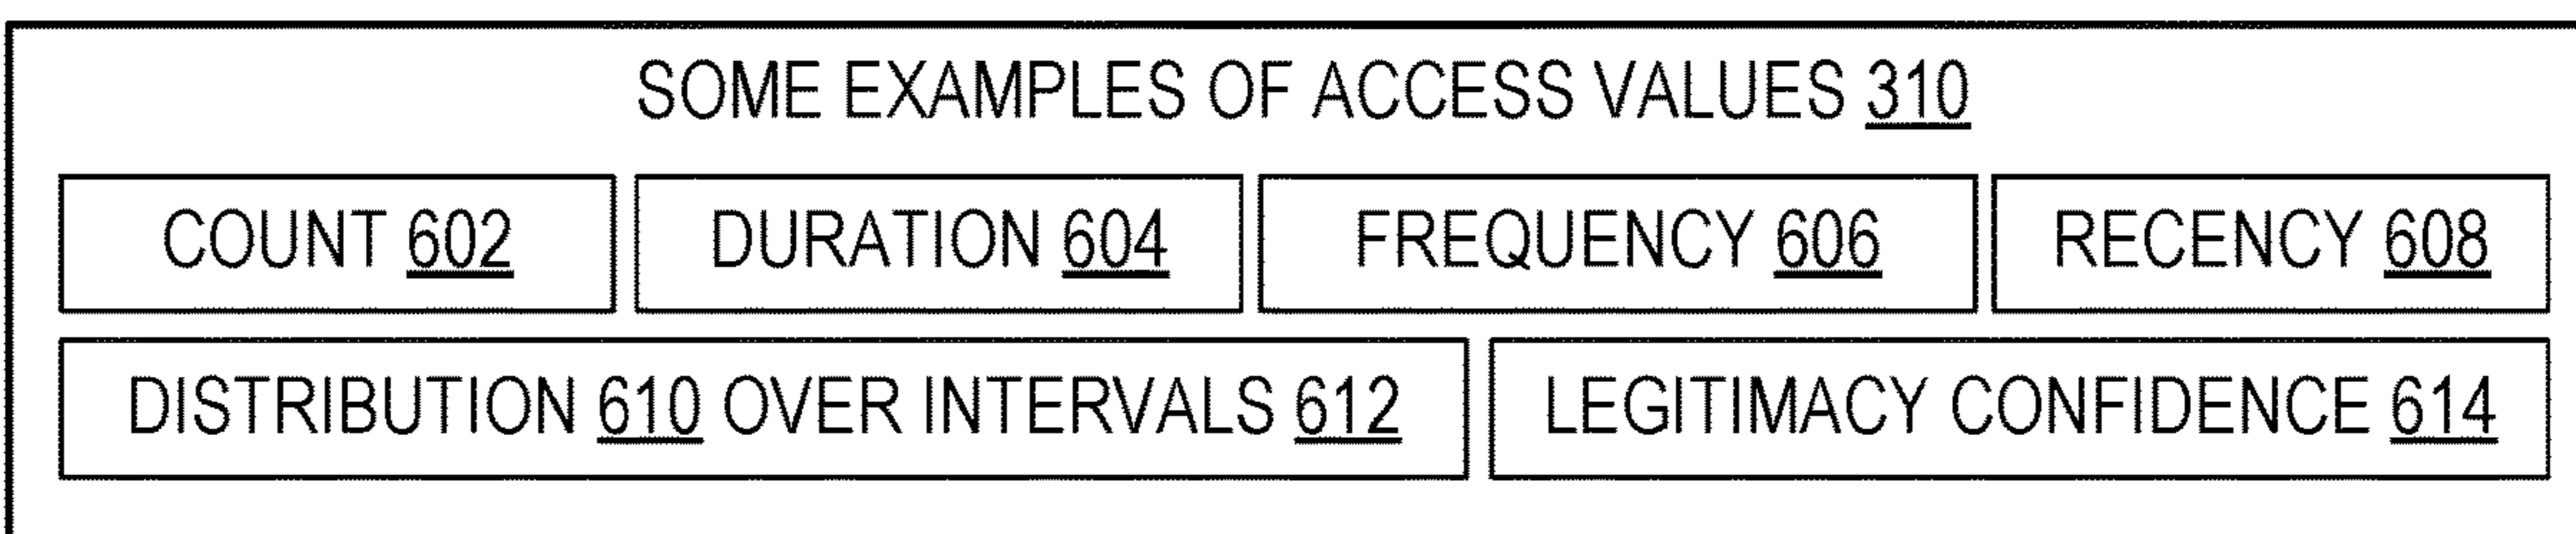 SOME EXAMPLES OF ACCESS VALUES 310
COUNT 602 DURATION 604 FREQUENCY 606 RECENCY 608
DISTRIBUTION 610 OVER INTERVALS 612 LEGITIMACY CONFIDENCE 614